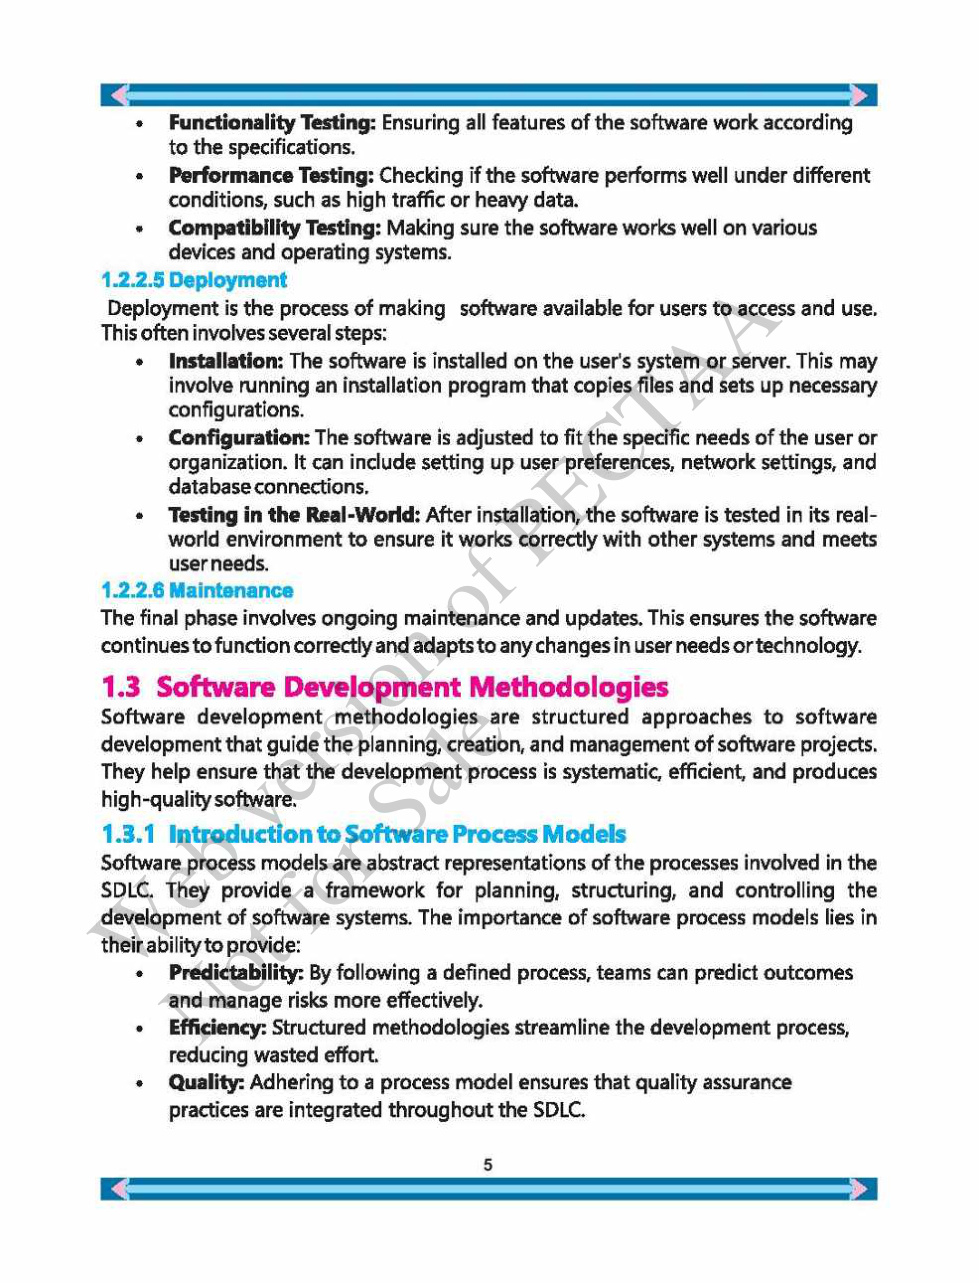 • Functionality Testing: Ensuring all features of the software work according
to the specifications.
• Performance Testing: Checking if the software performs well under different
conditions, such as high traffic or heavy data.
• Compatibility Testing: Making sure the software works well on various
devices and operating systems.
1.2.2.5 Deployment
Deployment is the process of making software available for users to access and use.
This often involves several steps:
• Installation: The software is installed on the user's system or server. This may
involve running an installation program that copies files and sets up necessary
configurations.
• Configuration: The software is adjusted to fit the specific needs of the user or
organization. It can include setting up user preferences, network settings, and
database connections.
• Testing in the Real-World: After installation, the software is tested in its real-
world environment to ensure it works correctly with other systems and meets
user needs.
1.2.2.6 Maintenance
The final phase involves ongoing maintenance and updates. This ensures the software
continues to function correctly and adapts to any changes in user needs or technology.
1.3 Software Development Methodologies
Software development methodologies are structured approaches to software
development that guide the planning, creation, and management of software projects.
They help ensure that the development process is systematic, efficient, and produces
high-quality software.
1.3.1 Introduction to Software Process Models
Software process models are abstract representations of the processes involved in the
SDLC. They provide a framework for planning, structuring, and controlling the
development of software systems. The importance of software process models lies in
their ability to provide:
• Predictability: By following a defined process, teams can predict outcomes
and manage risks more effectively.
• Efficiency: Structured methodologies streamline the development process,
reducing wasted effort.
• Quality: Adhering to a process model ensures that quality assurance
practices are integrated throughout the SDLC.
5
Web version of PECTAA
Not for Sale